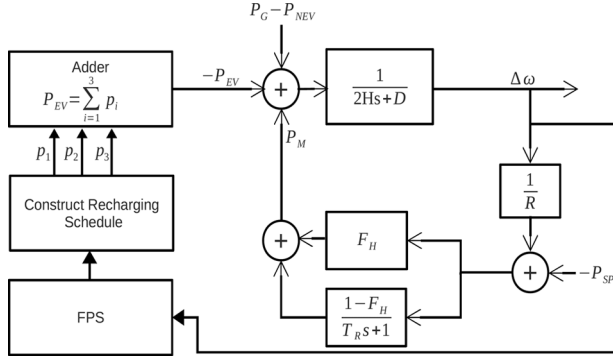 P_G − P_NEV
Adder
P_EV = ∑_{i=1}^{3} p_i
−P_EV
+
1/(2Hs+D)
Δω
p_1 p_2 p_3
P_M
1/R
Construct Recharging
Schedule
+
F_H
+
−P_SP
FPS
(1−F_H)/(T_R s+1)